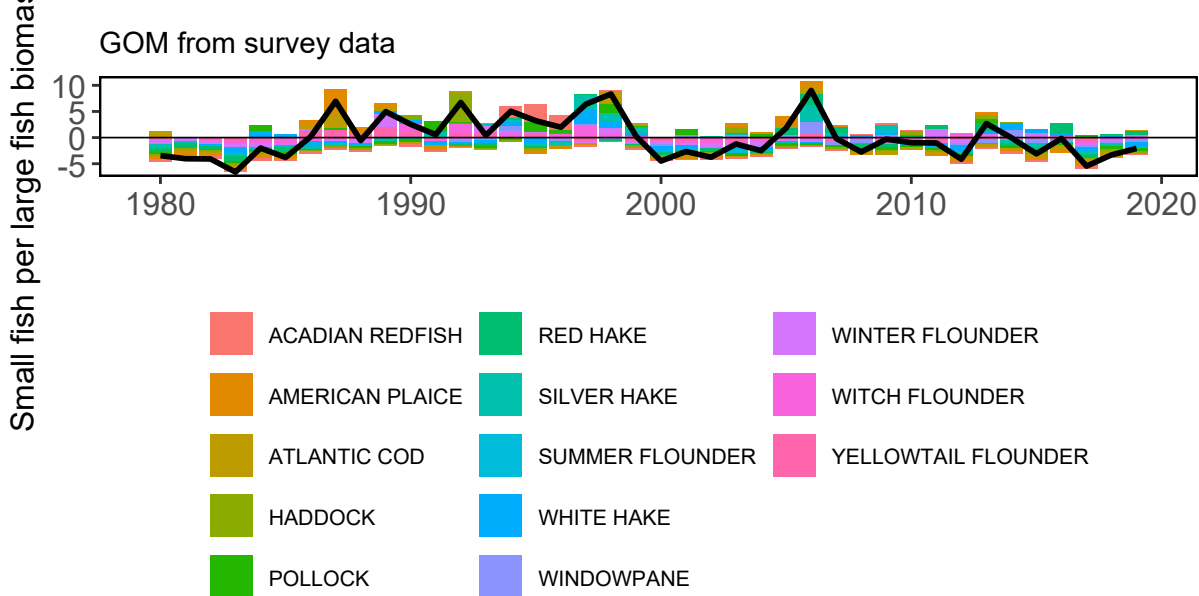 GOM from survey data
Small fish per large fish biomas
10
5
0
-5
1980
1990
2000
2010
2020
ACADIAN REDFISH
AMERICAN PLAICE
ATLANTIC COD
HADDOCK
POLLOCK
RED HAKE
SILVER HAKE
SUMMER FLOUNDER
WHITE HAKE
WINDOWPANE
WINTER FLOUNDER
WITCH FLOUNDER
YELLOWTAIL FLOUNDER